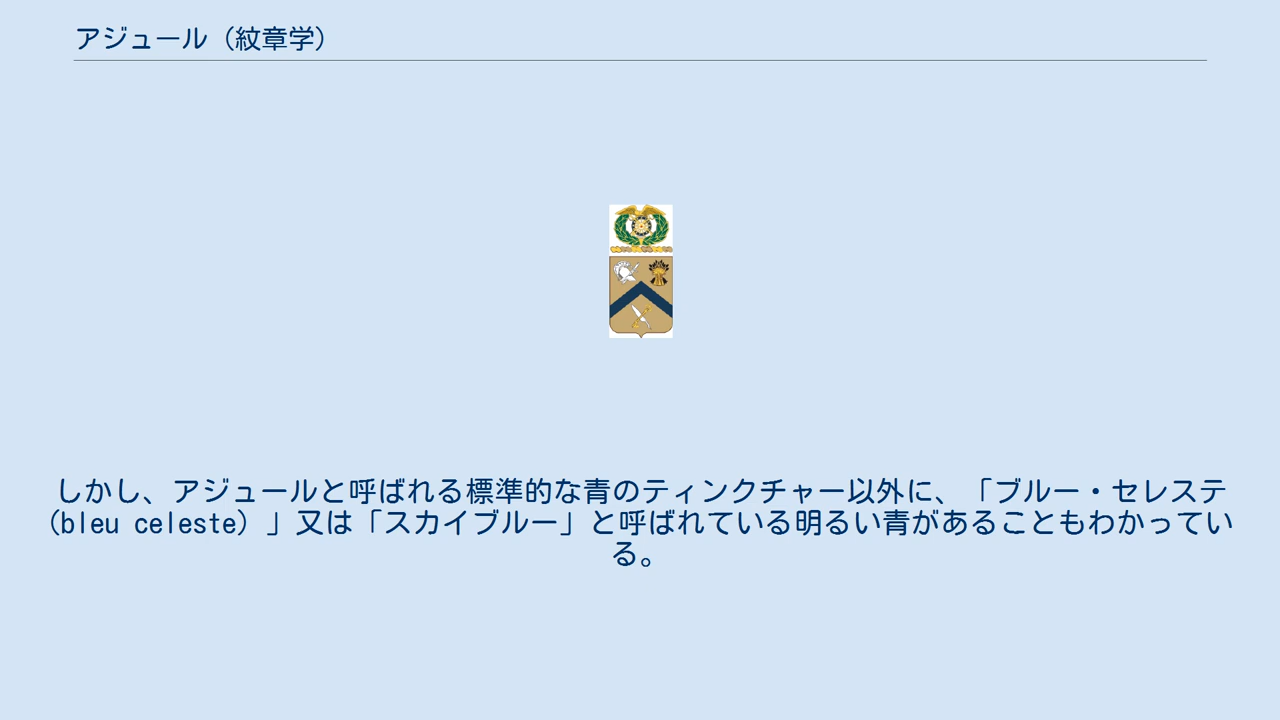 アジュール（紋章学）
しかし、アジュールと呼ばれる標準的な青のティンクチャー以外に、「ブルー・セレステ
（bleu celeste）」又は「スカイブルー」と呼ばれている明るい青があることもわかってい
る。